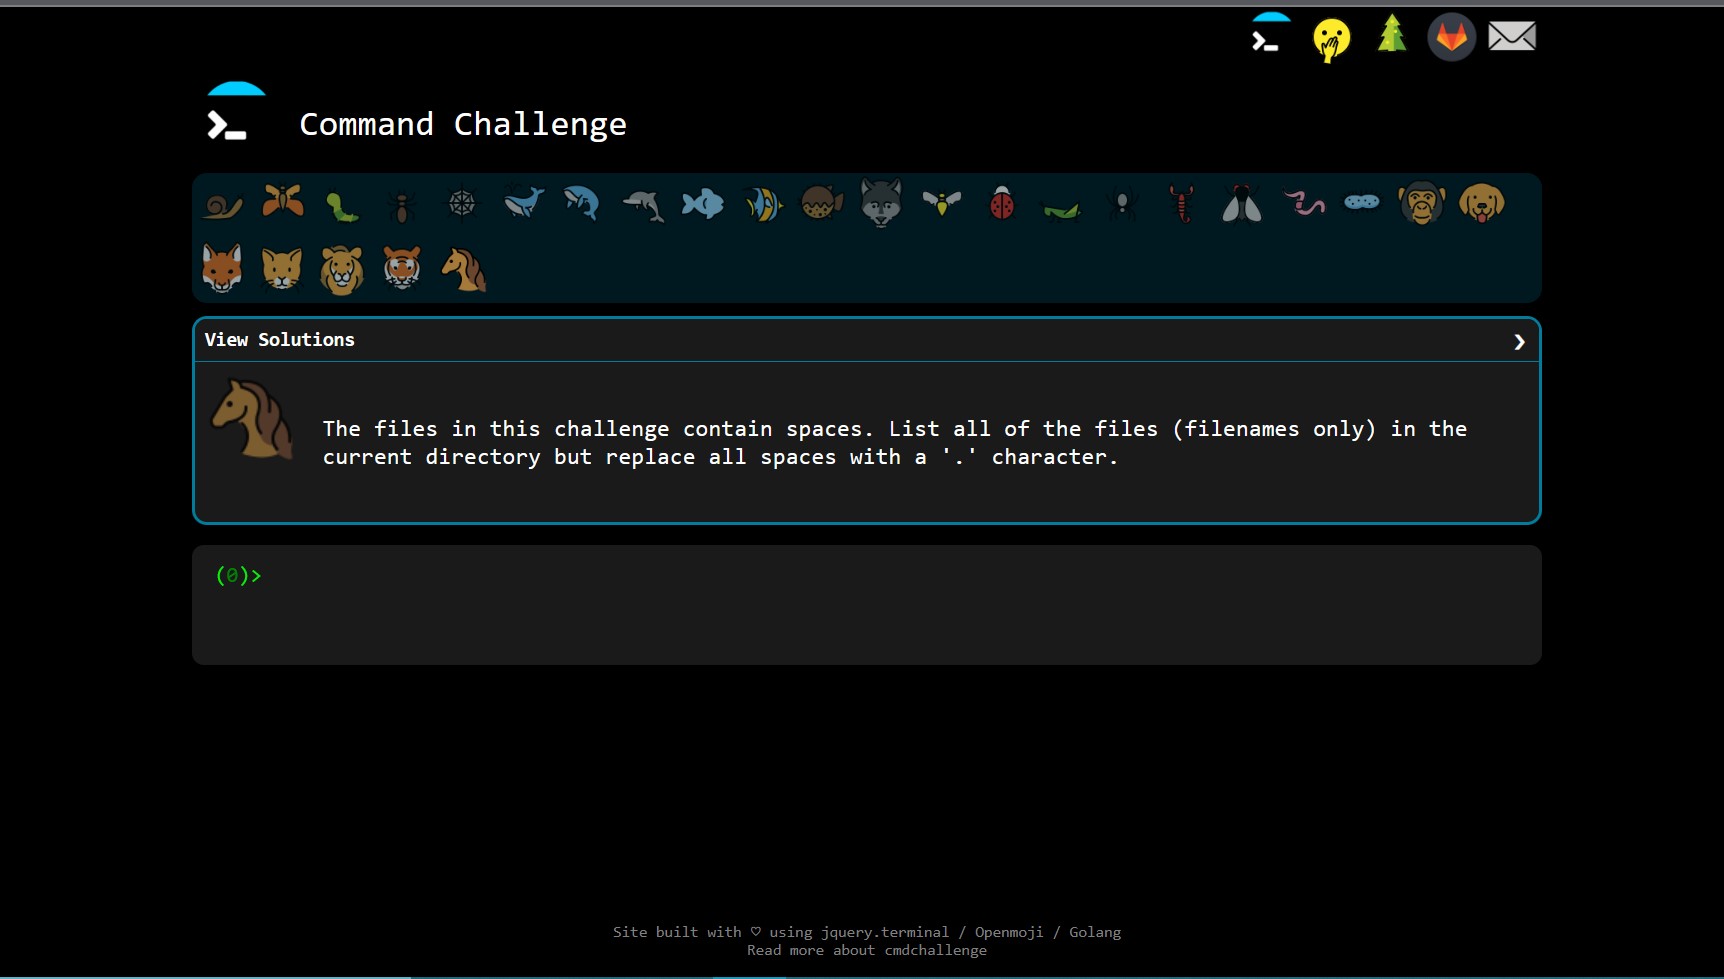 Command Challenge
View Solutions
The files in this challenge contain spaces. List all of the files (filenames only) in the
current directory but replace all spaces with a '.' character.
(0)>
Site built with ♡ using jquery.terminal / Openmoji / Golang
Read more about cmdchallenge